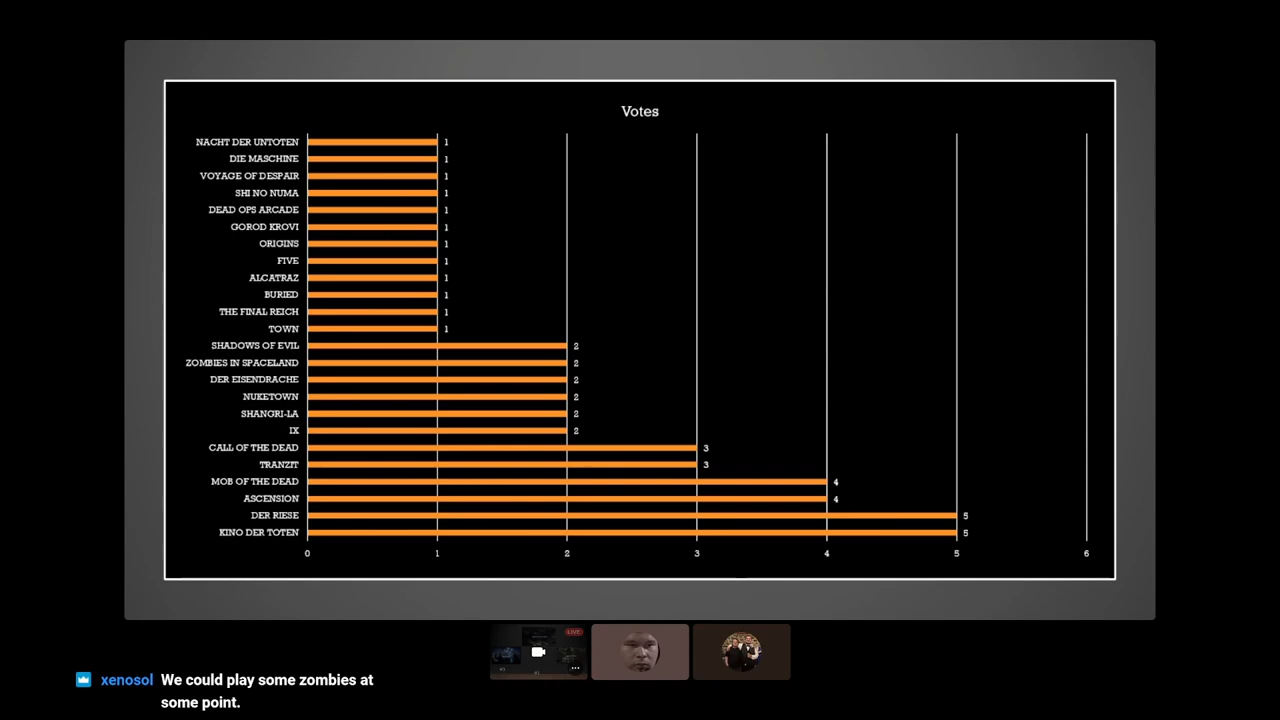 Votes
NACHT DER UNTOTEN 1
DIE MASCHINE 1
VOYAGE OF DESPAIR 1
SHI NO NUMA 1
DEAD OPS ARCADE 1
GOROD KROVI 1
ORIGINS 1
FIVE 1
ALCATRAZ 1
BURIED 1
THE FINAL REICH 1
TOWN 1
SHADOWS OF EVIL 2
ZOMBIES IN SPACELAND 2
DER EISENDRACHE 2
NUKETOWN 2
SHANGRI-LA 2
IX 2
CALL OF THE DEAD 3
TRANZIT 3
MOB OF THE DEAD 4
ASCENSION 4
DER RIESE 5
KINO DER TOTEN 5
0 1 2 3 4 5 6
LIVE
xenosol We could play some zombies at
some point.